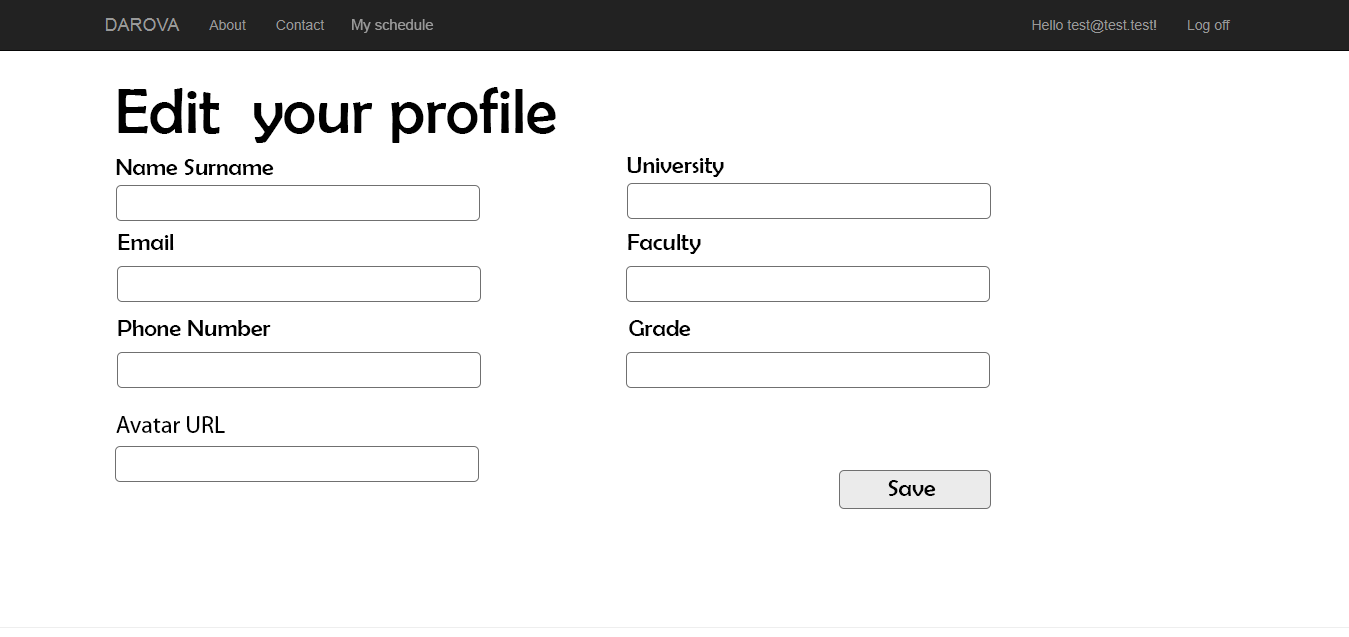 DAROVA About Contact My schedule Hello test@test.test! Log off
Edit your profile
Name Surname
University
Email
Faculty
Phone Number
Grade
Avatar URL
Save